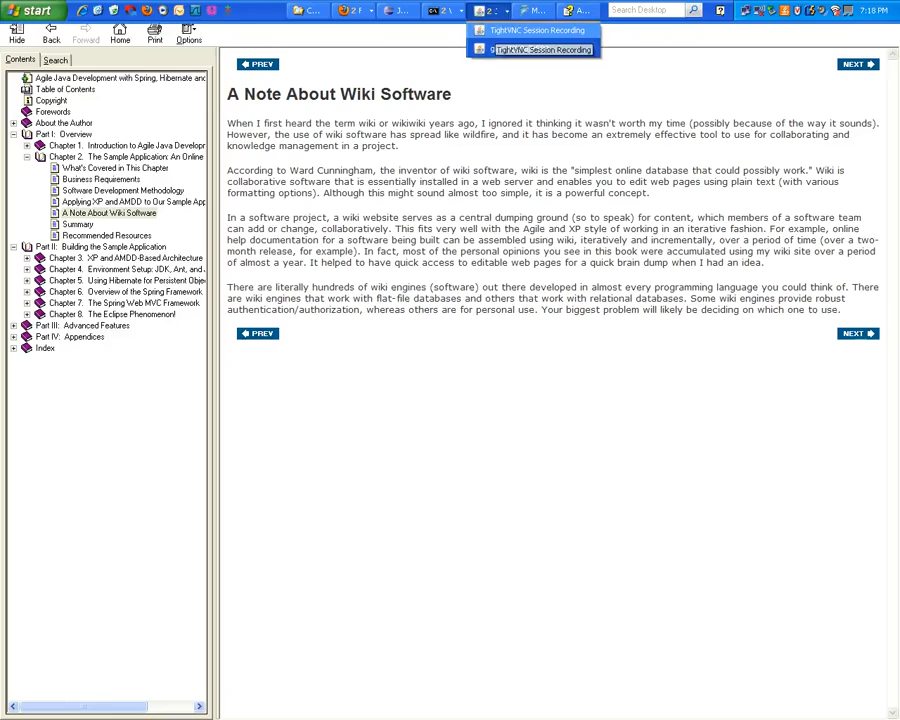 start
C...
2 F
J...
2 \
2 :
M...
A...
Search Desktop
7:18 PM
TightVNC Session Recording
TightVNC Session Recording
Hide
Back
Forward
Home
Print
Options
Contents
Search
Agile Java Development with Spring, Hibernate and
Table of Contents
Copyright
Forewords
About the Author
Part I: Overview
Chapter 1. Introduction to Agile Java Develop
Chapter 2. The Sample Application: An Online
What's Covered in This Chapter
Business Requirements
Software Development Methodology
Applying XP and AMDD to Our Sample App
A Note About Wiki Software
Summary
Recommended Resources
Part II: Building the Sample Application
Chapter 3. XP and AMDD-Based Architecture
Chapter 4. Environment Setup: JDK, Ant, and
Chapter 5. Using Hibernate for Persistent Obje
Chapter 6. Overview of the Spring Framework
Chapter 7. The Spring Web MVC Framework
Chapter 8. The Eclipse Phenomenon!
Part III: Advanced Features
Part IV: Appendices
Index
PREV
NEXT
A Note About Wiki Software
When I first heard the term wiki or wikiwiki years ago, I ignored it thinking it wasn't worth my time (possibly because of the way it sounds).
However, the use of wiki software has spread like wildfire, and it has become an extremely effective tool to use for collaborating and
knowledge management in a project.
According to Ward Cunningham, the inventor of wiki software, wiki is the "simplest online database that could possibly work." Wiki is
collaborative software that is essentially installed in a web server and enables you to edit web pages using plain text (with various
formatting options). Although this might sound almost too simple, it is a powerful concept.
In a software project, a wiki website serves as a central dumping ground (so to speak) for content, which members of a software team
can add or change, collaboratively. This fits very well with the Agile and XP style of working in an iterative fashion. For example, online
help documentation for a software being built can be assembled using wiki, iteratively and incrementally, over a period of time (over a two-
month release, for example). In fact, most of the personal opinions you see in this book were accumulated using my wiki site over a period
of almost a year. It helped to have quick access to editable web pages for a quick brain dump when I had an idea.
There are literally hundreds of wiki engines (software) out there developed in almost every programming language you could think of. There
are wiki engines that work with flat-file databases and others that work with relational databases. Some wiki engines provide robust
authentication/authorization, whereas others are for personal use. Your biggest problem will likely be deciding on which one to use.
PREV
NEXT